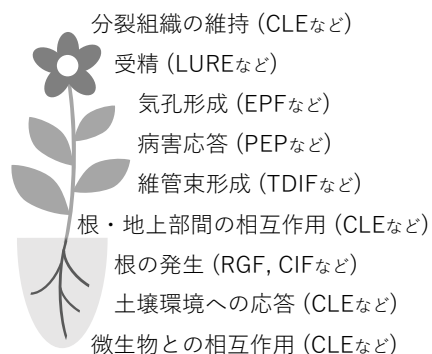 分裂組織の維持 (CLEなど)
受精 (LUREなど)
気孔形成 (EPFなど)
病害応答 (PEPなど)
維管束形成 (TDIFなど)
根・地上部間の相互作用 (CLEなど)
根の発生 (RGF, CIFなど)
土壌環境への応答 (CLEなど)
微生物との相互作用 (CLEなど)